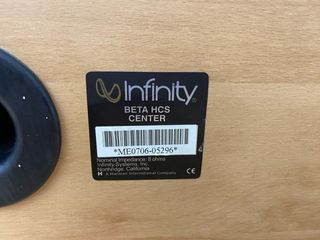 Infinity®
BETA HCS
CENTER
*ME0706-05296*
Nominal Impedance: 8 ohms
Infinity Systems, Inc.
Northridge, California
H A Harman International Company CE